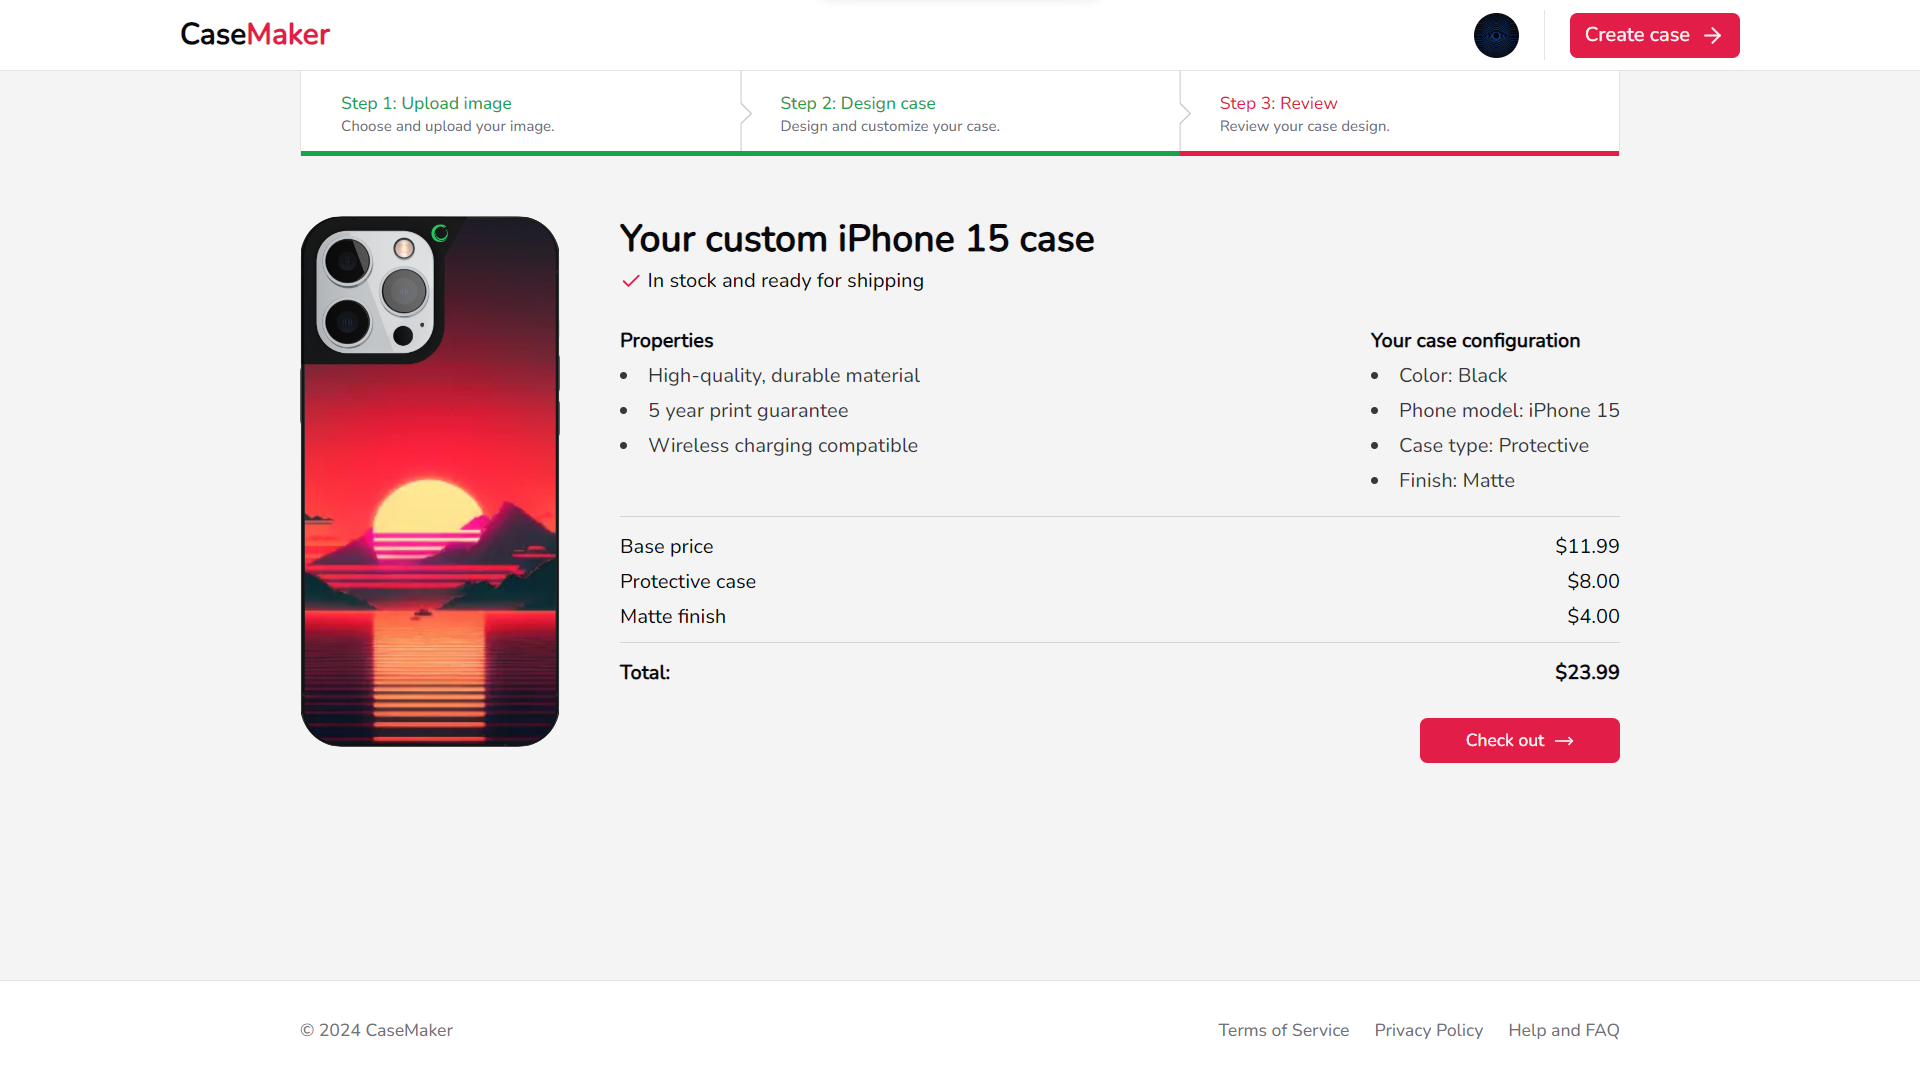 CaseMaker
Create case
Step 1: Upload image
Choose and upload your image.
Step 2: Design case
Design and customize your case.
Step 3: Review
Review your case design.
Your custom iPhone 15 case
In stock and ready for shipping
Properties
High-quality, durable material
5 year print guarantee
Wireless charging compatible
Your case configuration
Color: Black
Phone model: iPhone 15
Case type: Protective
Finish: Matte
Base price $11.99
Protective case $8.00
Matte finish $4.00
Total: $23.99
Check out
© 2024 CaseMaker
Terms of Service Privacy Policy Help and FAQ